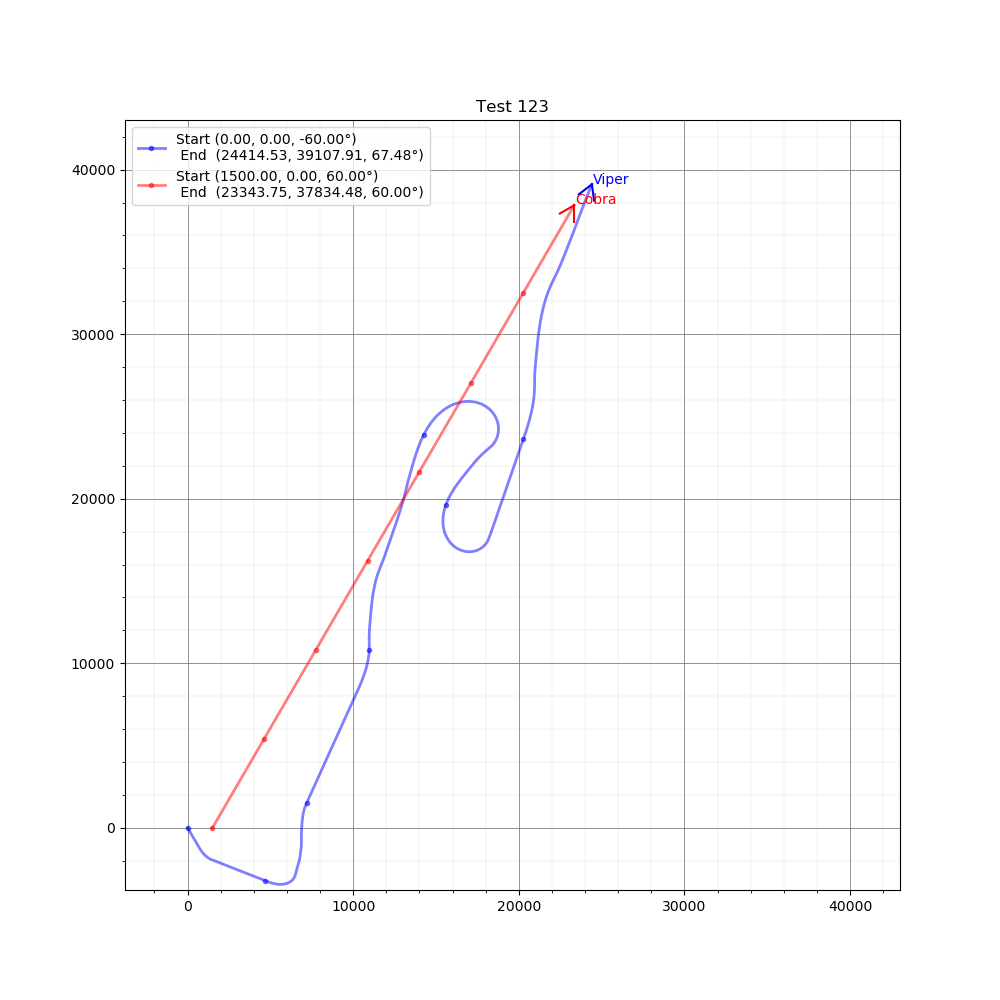 Test 123
Start (0.00, 0.00, -60.00°)
End (24414.53, 39107.91, 67.48°)
Start (1500.00, 0.00, 60.00°)
End (23343.75, 37834.48, 60.00°)
Viper
Cobra
40000
30000
20000
10000
0
0 10000 20000 30000 40000